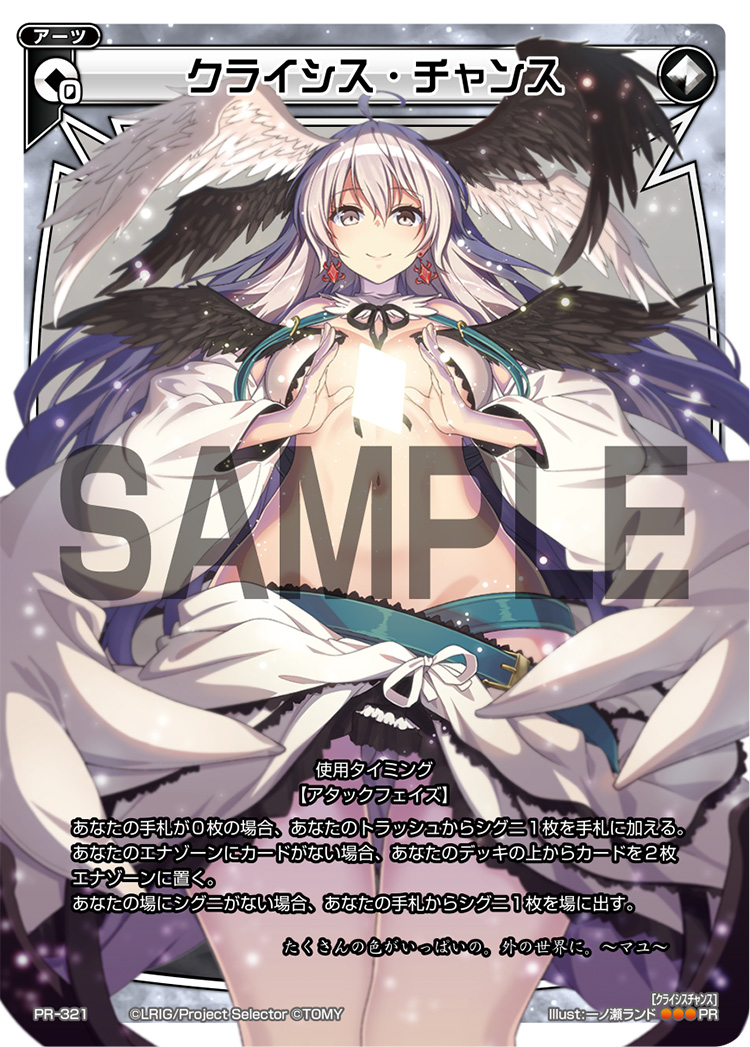 アーツ
クライシス・チャンス
0
SAMPLE
使用タイミング
【アタックフェイズ】
あなたの手札が０枚の場合、あなたのトラッシュからシグニ１枚を手札に加える。
あなたのエナゾーンにカードがない場合、あなたのデッキの上からカードを２枚
エナゾーンに置く。
あなたの場にシグニがない場合、あなたの手札からシグニ１枚を場に出す。
たくさんの色がいっぱいの。外の世界に。～マユ～
[クライシスチャンス]
PR-321 ©LRIG/Project Selector ©TOMY Illust:一ノ瀬ランド PR